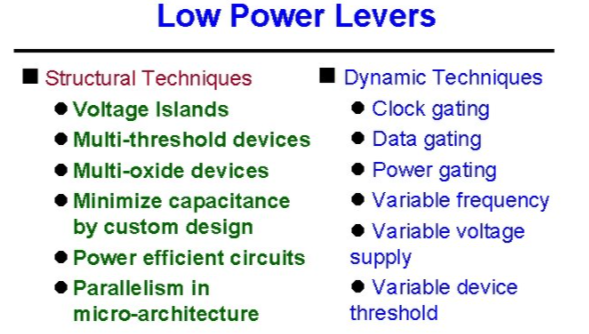 Low Power Levers
■ Structural Techniques
● Voltage Islands
● Multi-threshold devices
● Multi-oxide devices
● Minimize capacitance
by custom design
● Power efficient circuits
● Parallelism in
micro-architecture
■ Dynamic Techniques
● Clock gating
● Data gating
● Power gating
● Variable frequency
● Variable voltage
supply
● Variable device
threshold